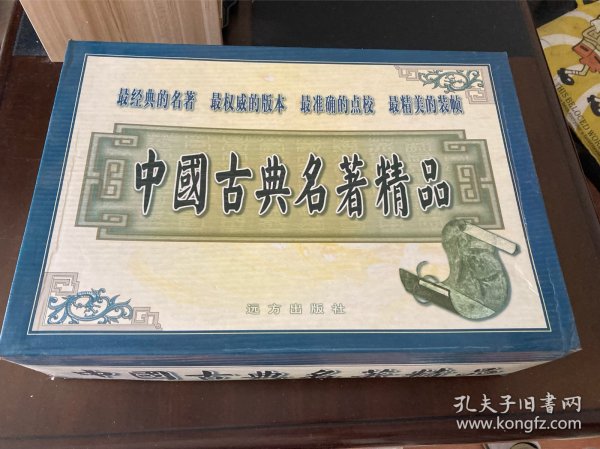 最经典的名著 最权威的版本 最准确的点校 最精美的装帧
中國古典名著精品
远方出版社
中國古典名著精品
孔夫子旧书网
www.kongfz.com